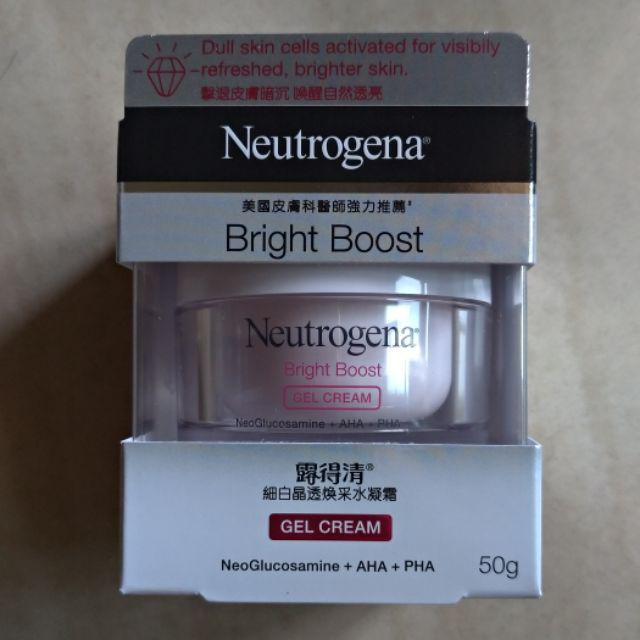 Dull skin cells activated for visibily
refreshed, brighter skin.
擊退皮膚暗沉 喚醒自然透亮
Neutrogena®
美國皮膚科醫師強力推薦
Bright Boost
Neutrogena®
Bright Boost
GEL CREAM
NeoGlucosamine + AHA + PHA
露得清®
細白晶透煥采水凝霜
GEL CREAM
NeoGlucosamine + AHA + PHA
50g